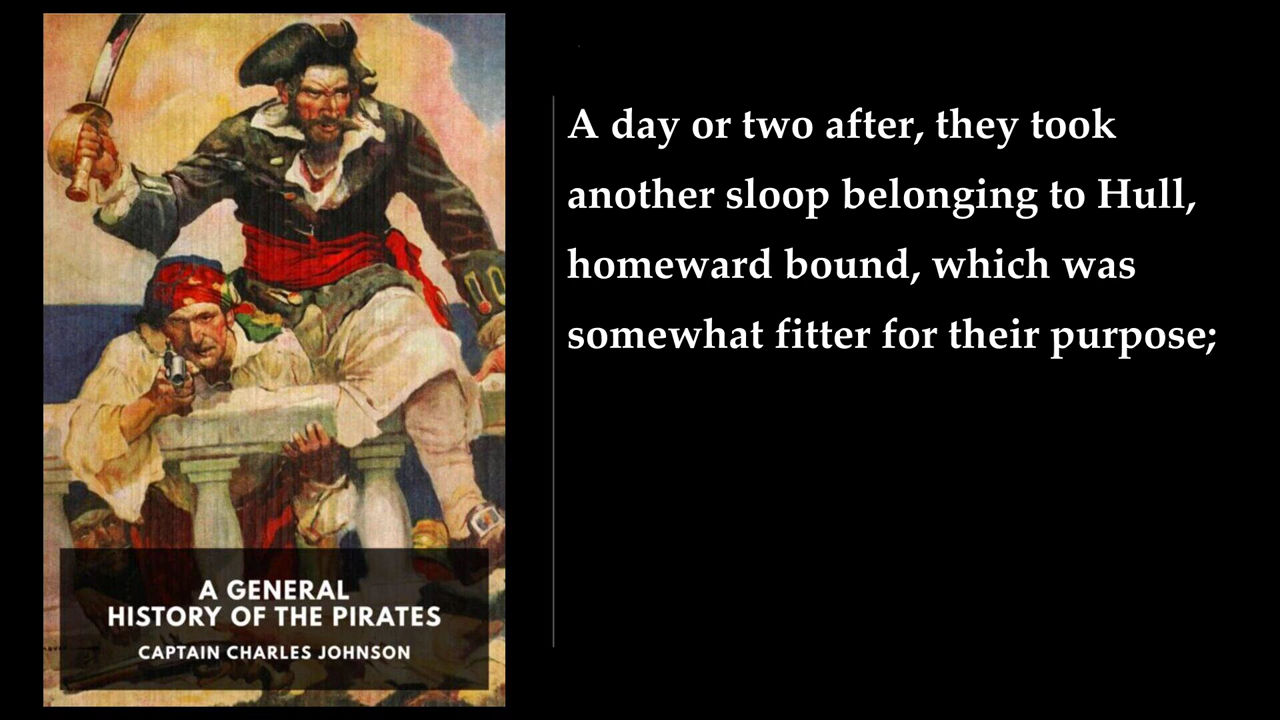 A GENERAL
HISTORY OF THE PIRATES
CAPTAIN CHARLES JOHNSON
A day or two after, they took
another sloop belonging to Hull,
homeward bound, which was
somewhat fitter for their purpose;